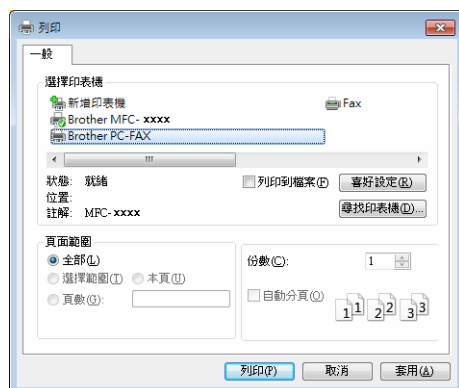 列印
一般
選擇印表機
新增印表機 Fax
Brother MFC- xxxx
Brother PC-FAX
狀態: 就緒 列印到檔案(F) 喜好設定(R)
位置:
註解: MFC-xxxx 尋找印表機(D)...
頁面範圍
全部(L) 份數(C): 1
選擇範圍(T) 本頁(U)
頁數(G): 自動分頁(O)
11 22 33
列印(P) 取消 套用(A)